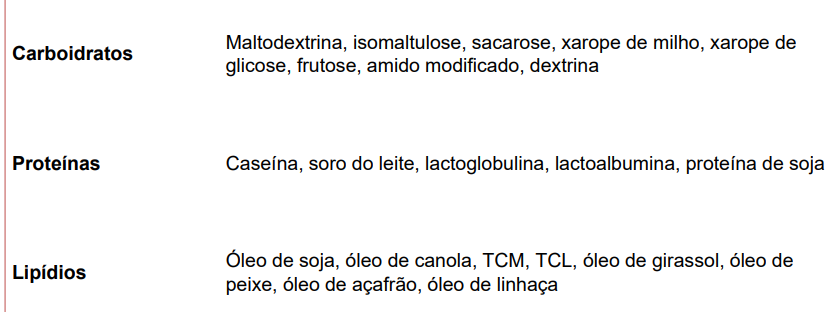 Carboidratos
Maltodextrina, isomaltulose, sacarose, xarope de milho, xarope de
glicose, frutose, amido modificado, dextrina
Proteínas
Caseína, soro do leite, lactoglobulina, lactoalbumina, proteína de soja
Lipídios
Óleo de soja, óleo de canola, TCM, TCL, óleo de girassol, óleo de
peixe, óleo de açafrão, óleo de linhaça